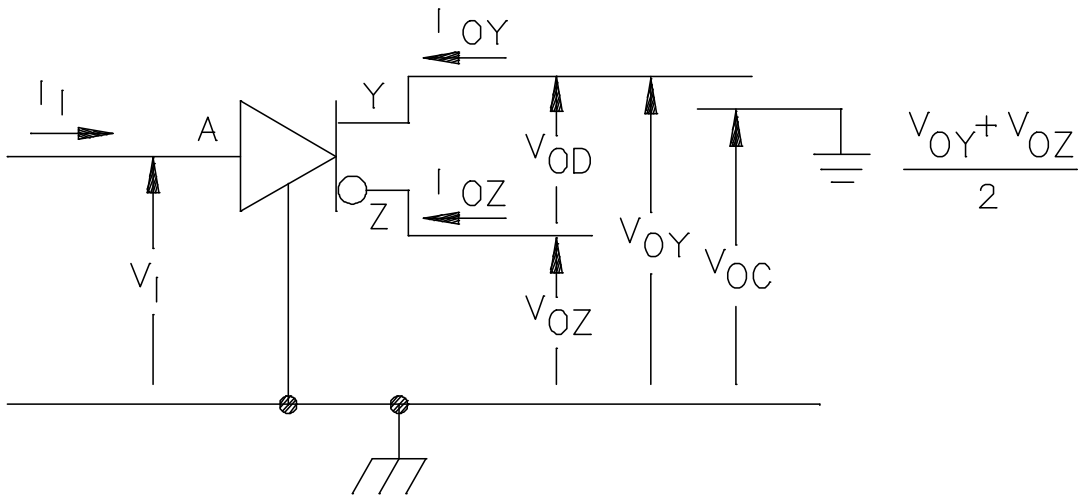 I OY
I I
A
Y
V OD
V OY + V OZ
2
I OZ
Z
V OY
V OC
V I
V OZ